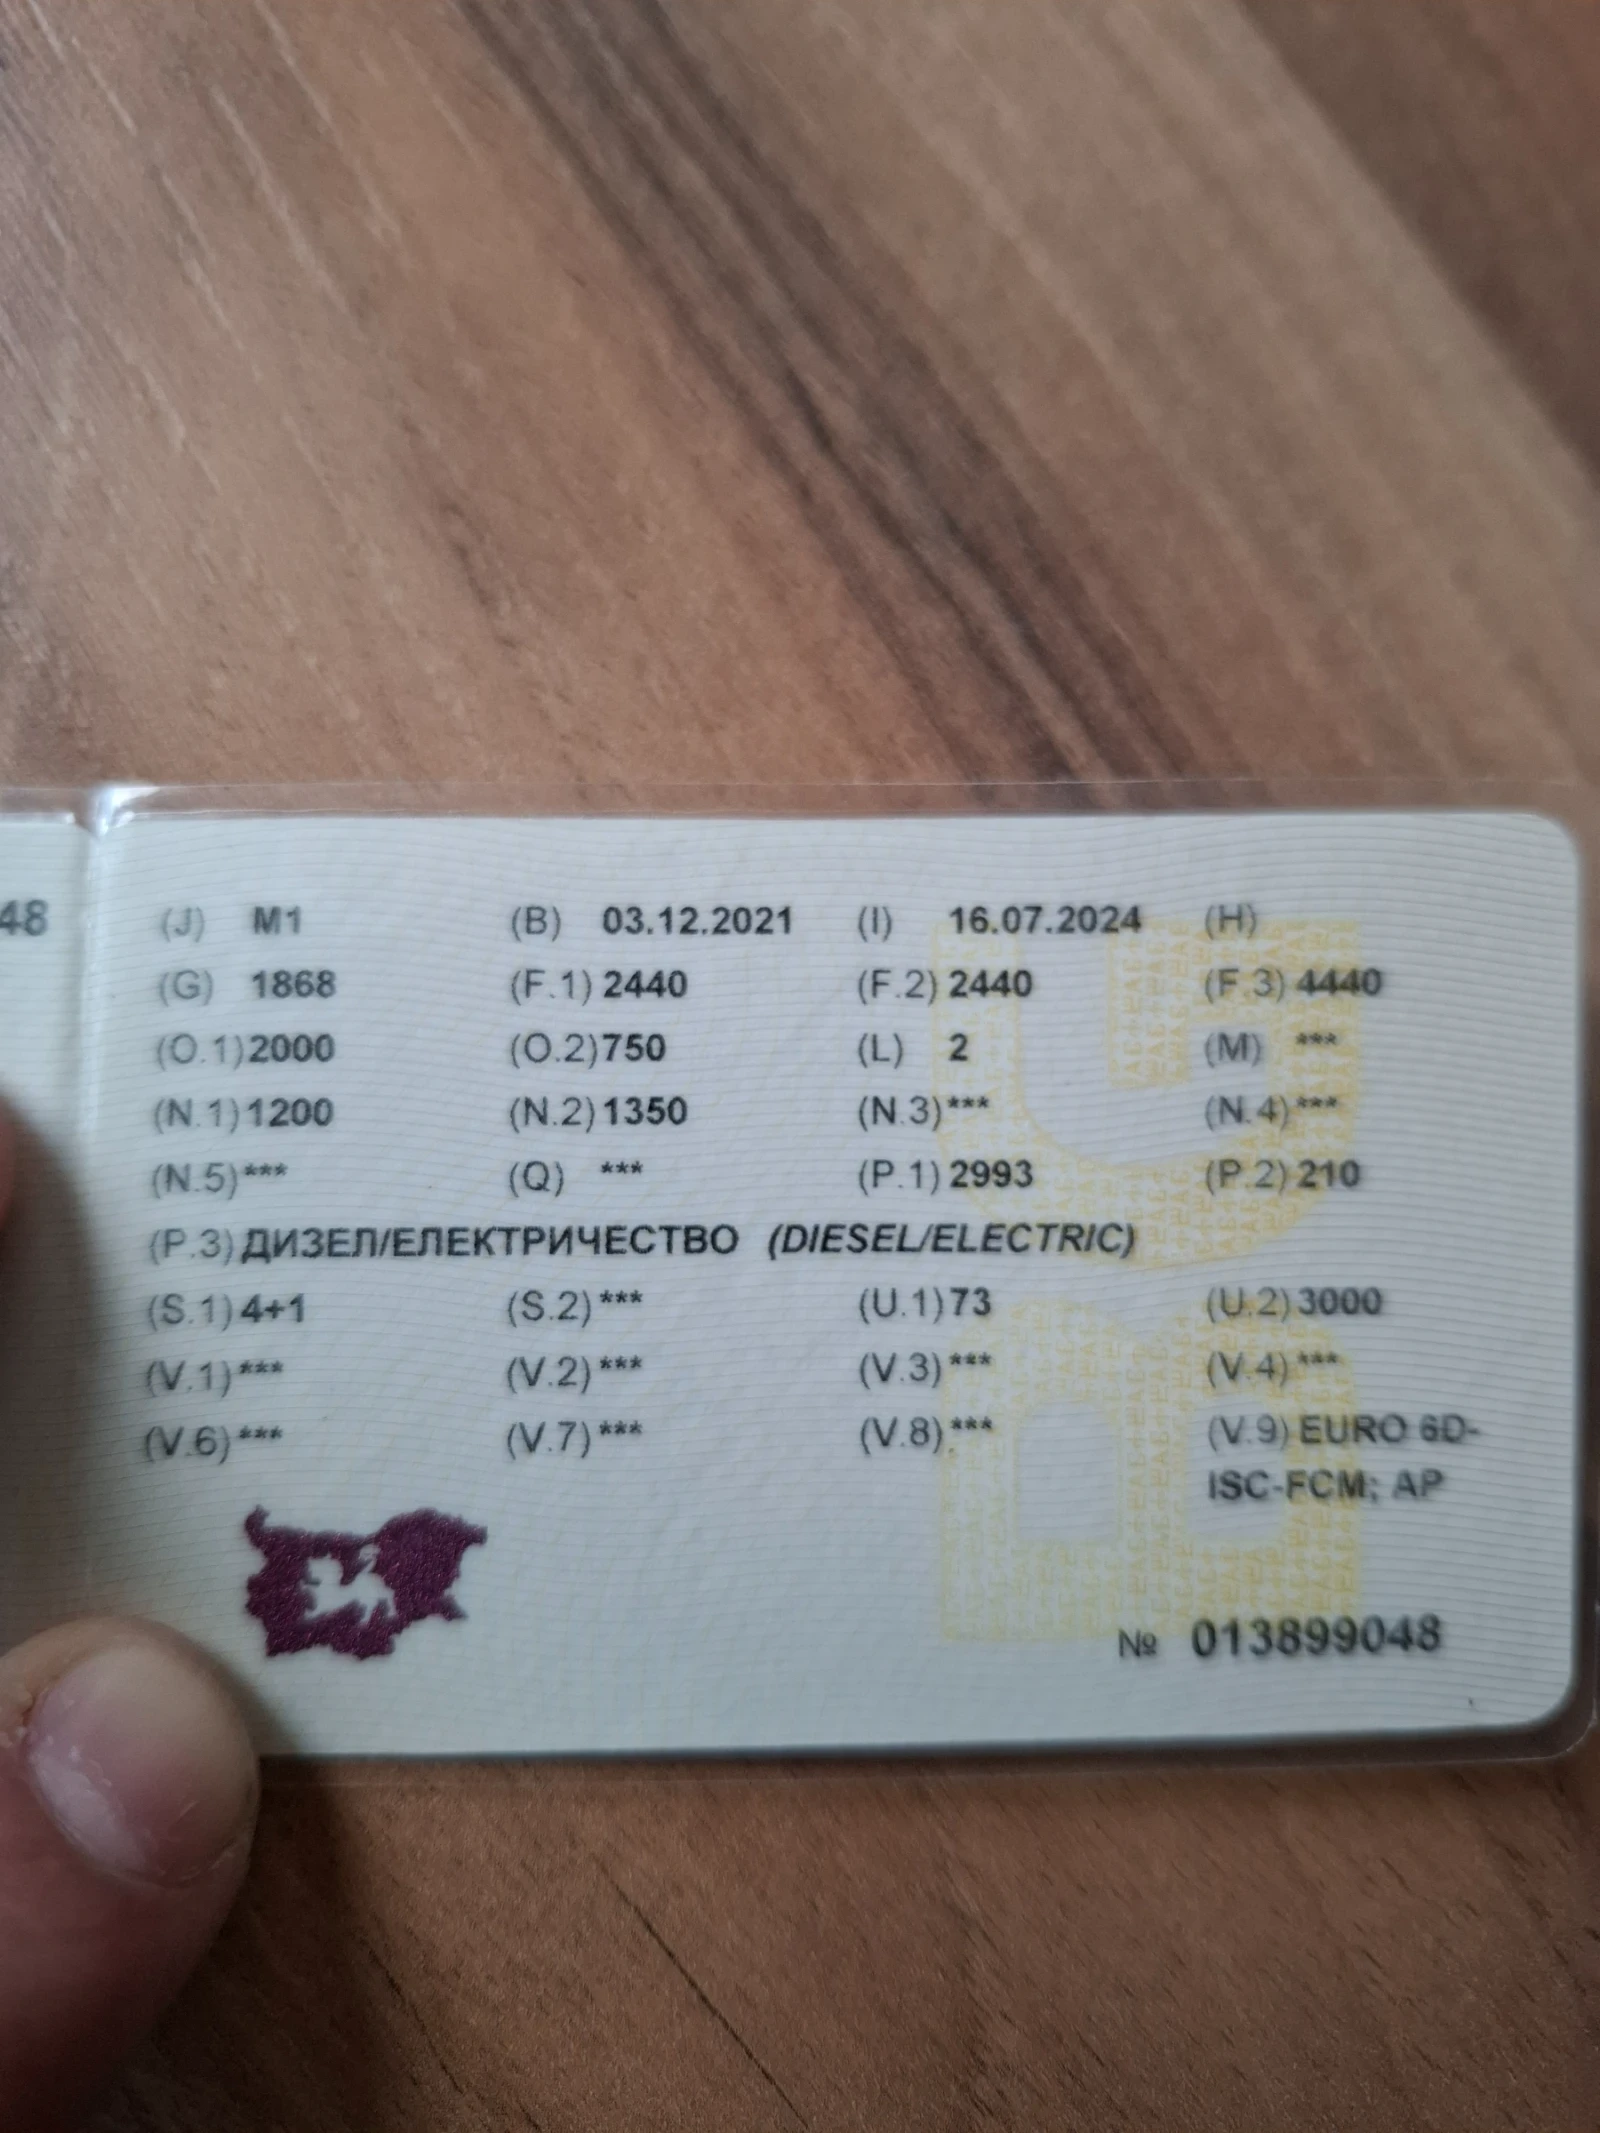 48
(J) M1 (B) 03.12.2021 (I) 16.07.2024 (H)
(G) 1868 (F.1) 2440 (F.2) 2440 (F.3) 4440
(O.1) 2000 (O.2) 750 (L) 2 (M) ***
(N.1) 1200 (N.2) 1350 (N.3) *** (N.4) ***
(N.5) *** (Q) *** (P.1) 2993 (P.2) 210
(P.3) ДИЗЕЛ/ЕЛЕКТРИЧЕСТВО (DIESEL/ELECTRIC)
(S.1) 4+1 (S.2) *** (U.1) 73 (U.2) 3000
(V.1) *** (V.2) *** (V.3) *** (V.4) ***
(V.6) *** (V.7) *** (V.8) *** (V.9) EURO 6D-
ISC-FCM; AP
№ 013899048